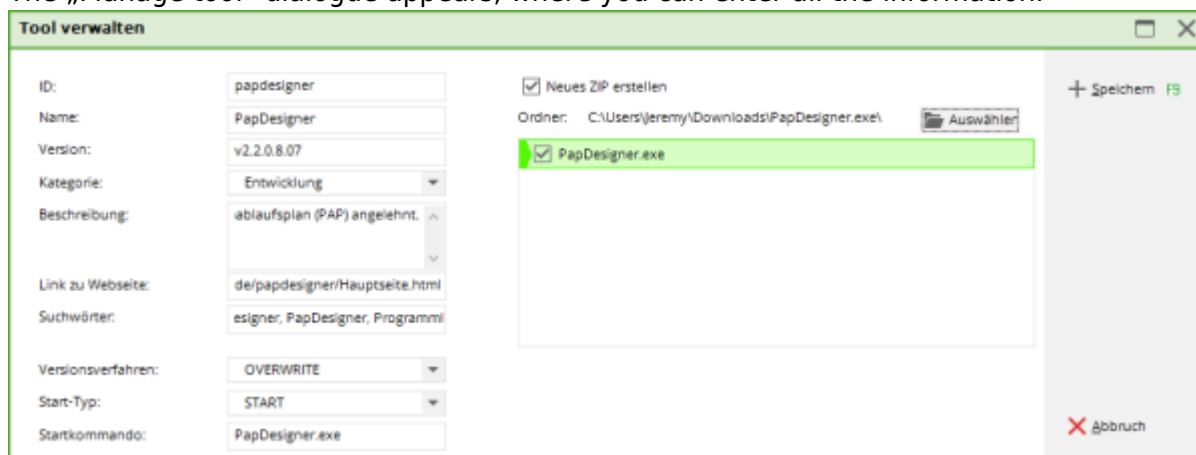 The „Manage tool“ dialogue appears, where you can enter all the information.
Tool verwalten
ID: papdesigner
Name: PapDesigner
Version: v2.2.0.8.07
Kategorie: Entwicklung
Beschreibung: ablaufsplan (PAP) angelehnt.
Link zu Webseite: de/papdesigner/Hauptseite.html
Suchwörter: esigner, PapDesigner, Programml
Versionsverfahren: OVERWRITE
Start-Typ: START
Startkommando: PapDesigner.exe
Neues ZIP erstellen
Ordner: C:\Users\Jeremy\Downloads\PapDesigner.exe\ Auswähler
PapDesigner.exe
Speichern F9
Abbruch